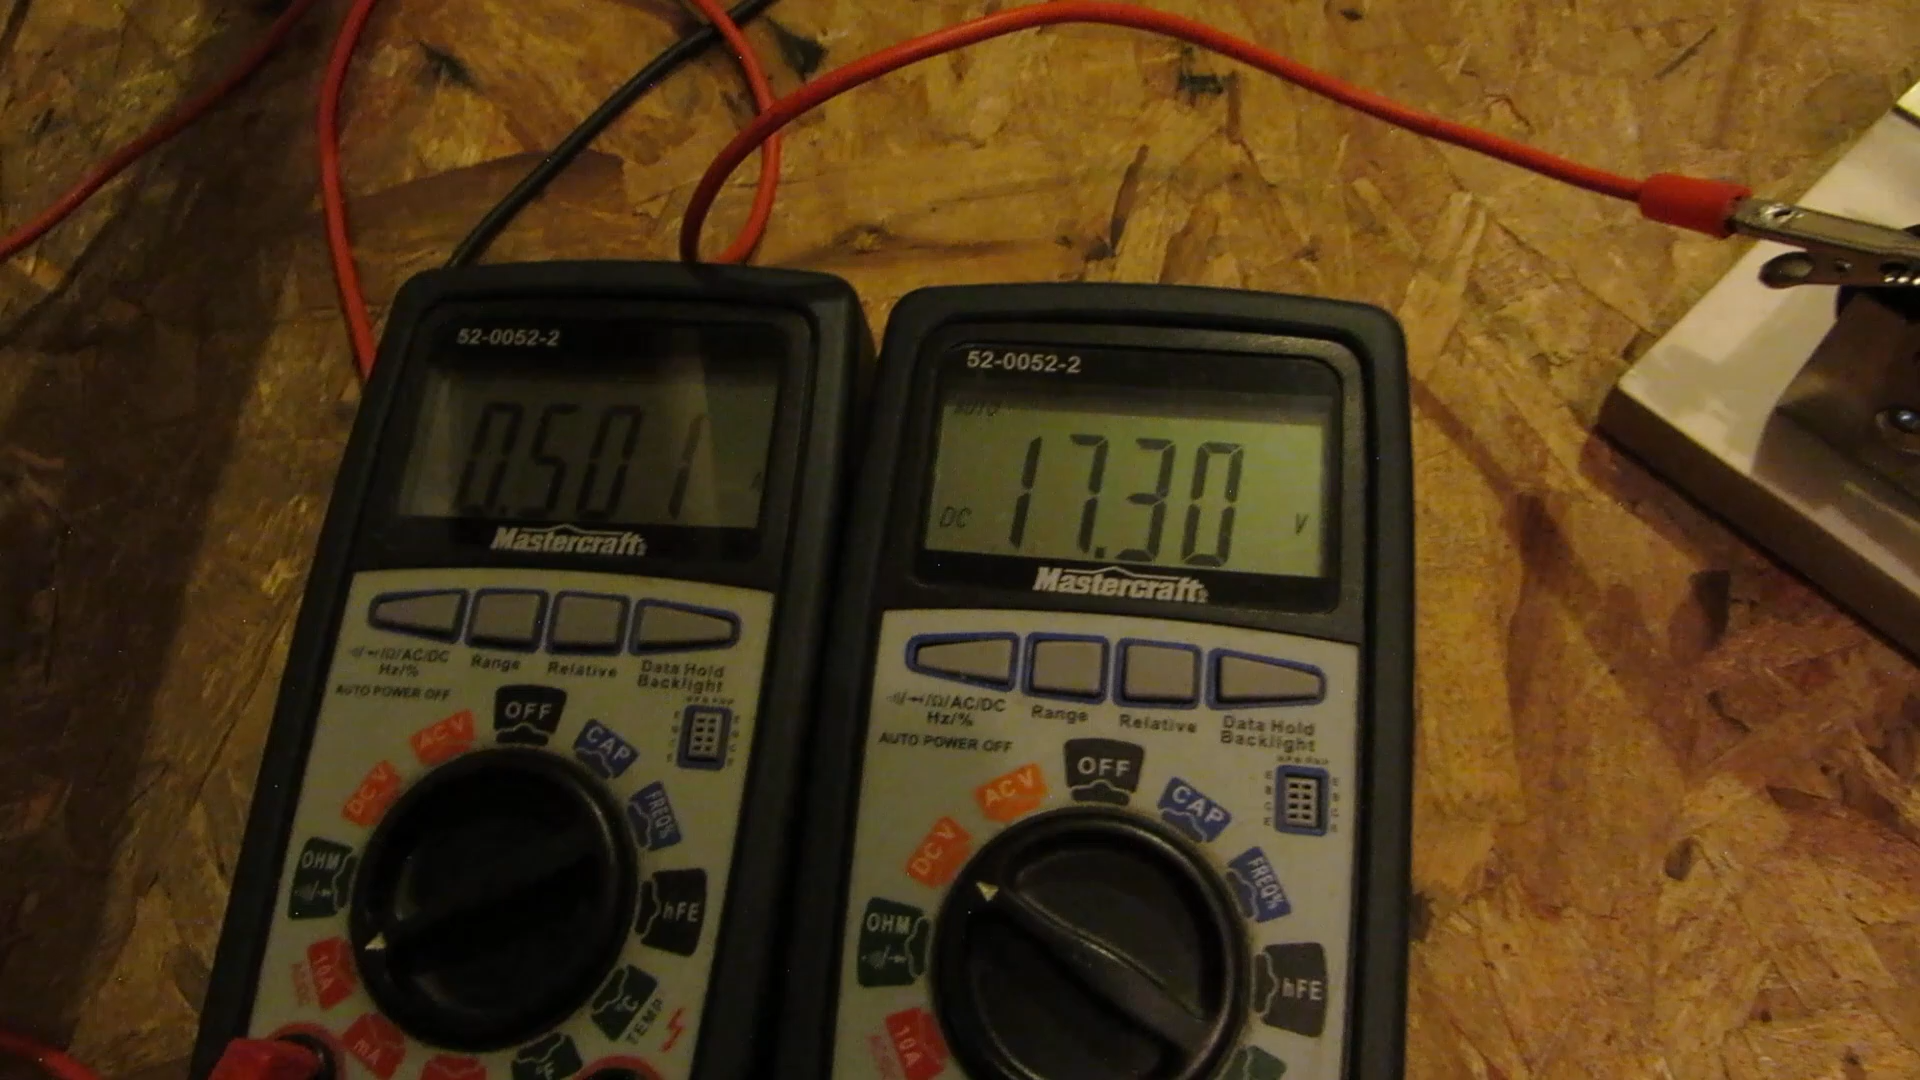 52-0052-2
0.501
Mastercraft
Ω/AC/DC
Hz/%
Range
Relative
Data Hold
Backlight
AUTO POWER OFF
OFF
AC V
CAP
DC V
FREQ%
OHM
hFE
10A
°C
TEMP
mA
°F
52-0052-2
AUTO
DC
17.30
V
Mastercraft
Ω/AC/DC
Hz/%
Range
Relative
Data Hold
Backlight
AUTO POWER OFF
OFF
AC V
CAP
DC V
FREQ%
OHM
hFE
10A